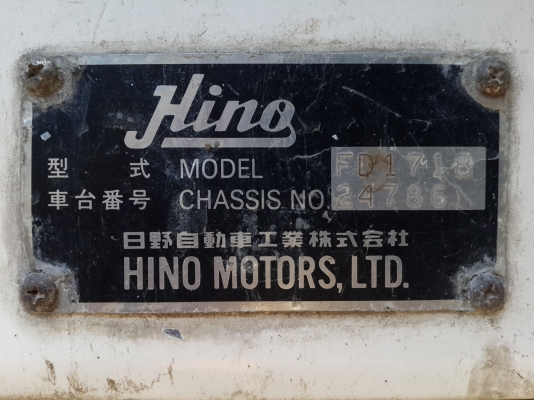 Hino
型 式 MODEL FD171B
車台番号 CHASSIS NO. 24786
日野自動車工業株式会社
HINO MOTORS, LTD.